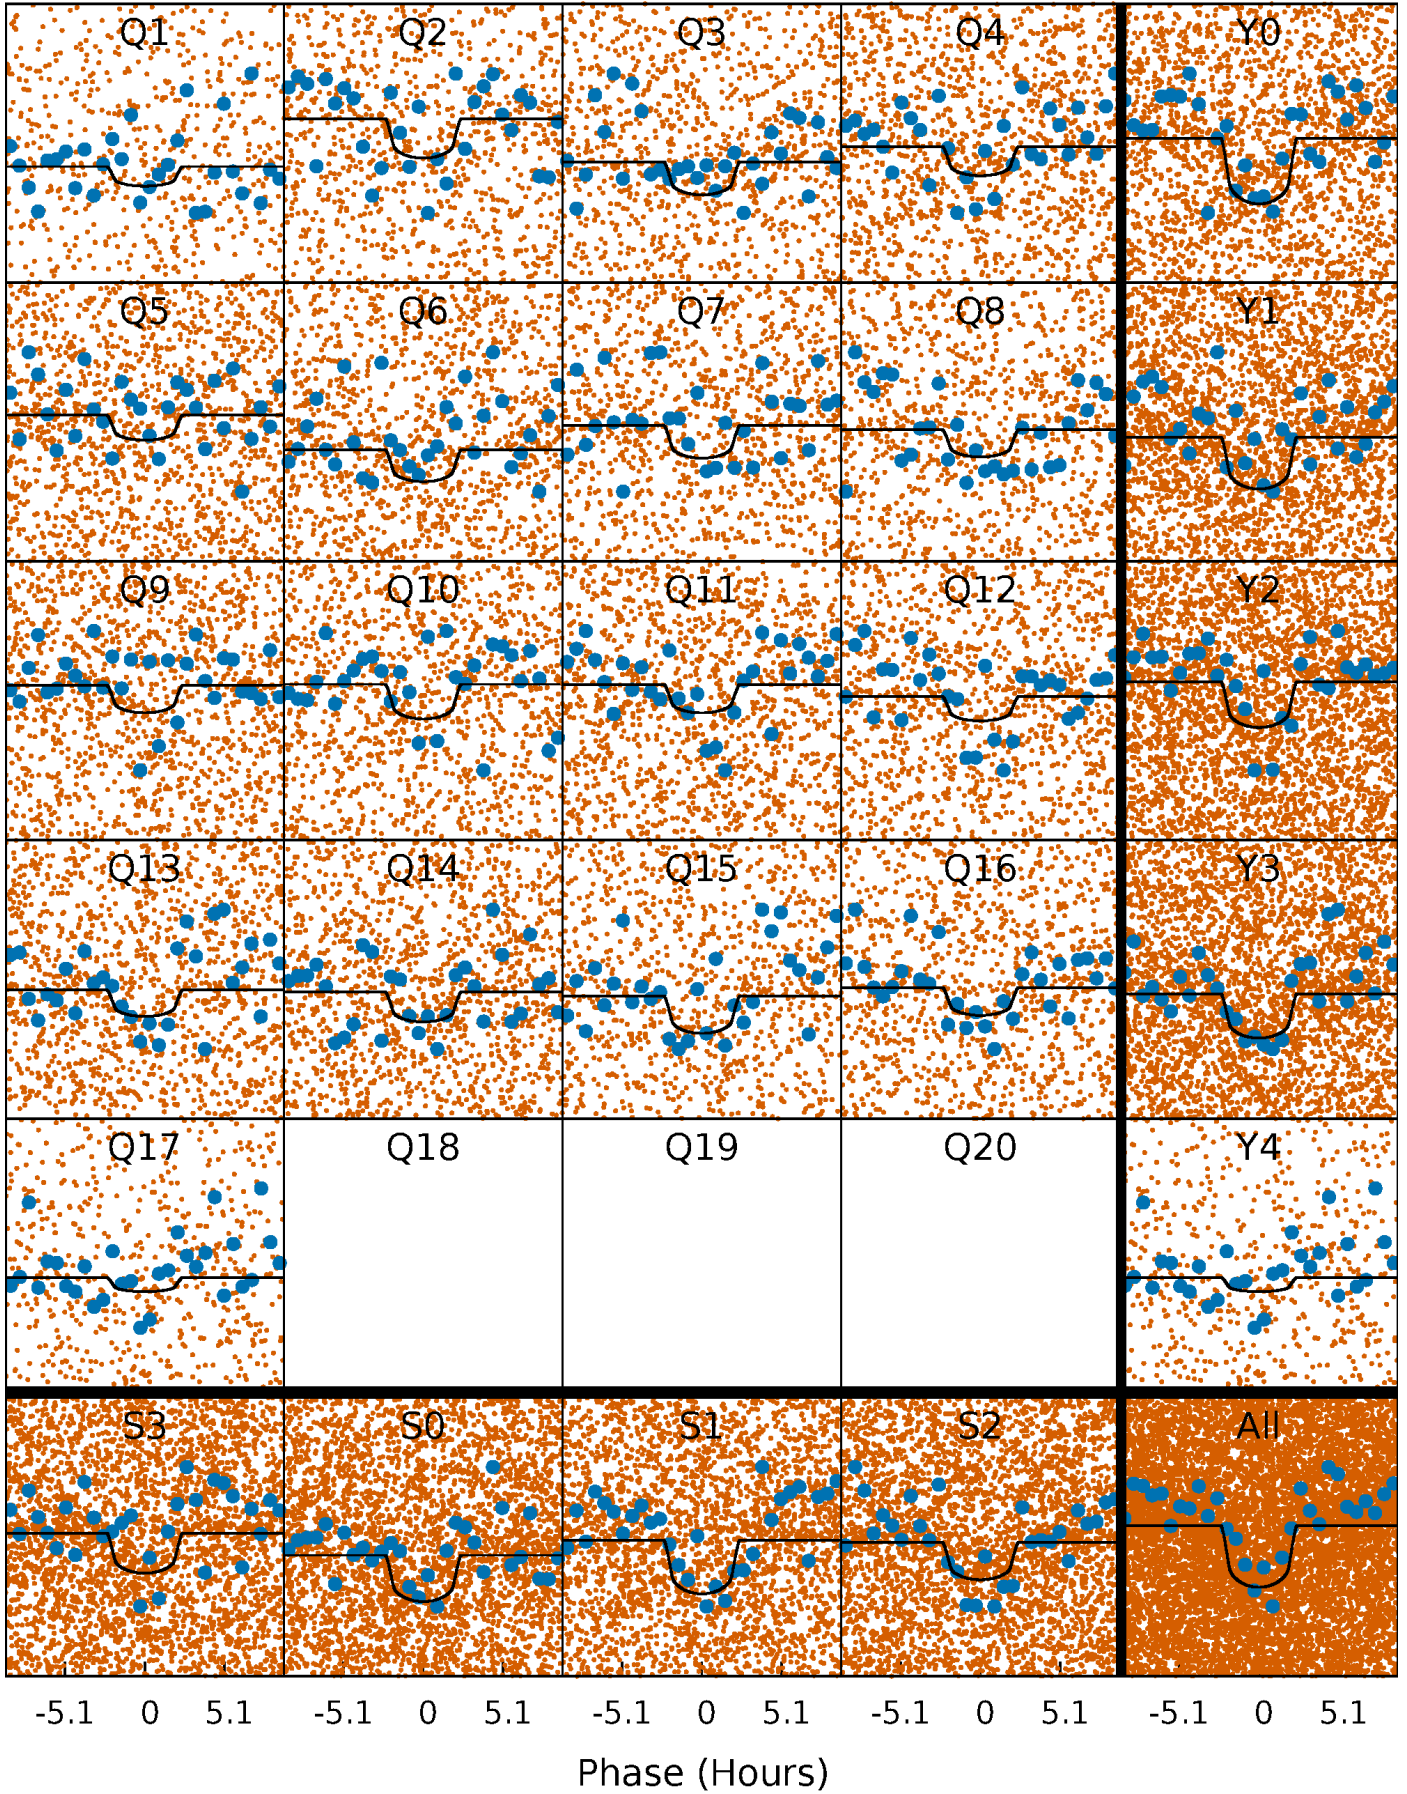 Q1 Q2 Q3 Q4 Y0
Q5 Q6 Q7 Q8 Y1
Q9 Q10 Q11 Q12 Y2
Q13 Q14 Q15 Q16 Y3
Q17 Q18 Q19 Q20 Y4
S3 S0 S1 S2 All
-5.1 0 5.1 -5.1 0 5.1 -5.1 0 5.1 -5.1 0 5.1 -5.1 0 5.1
Phase (Hours)